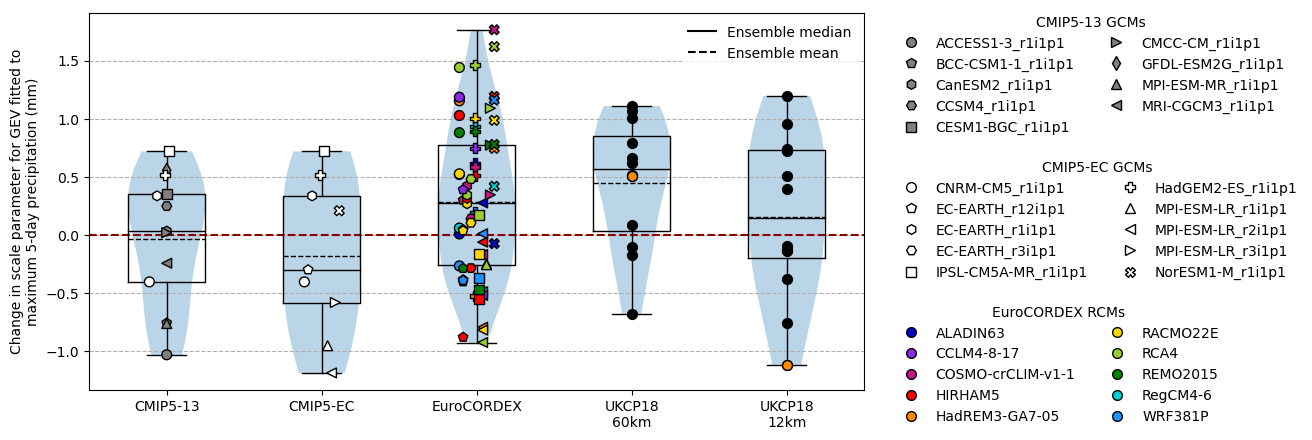 Change in scale parameter for GEV fitted to
maximum 5-day precipitation (mm)
1.5
1.0
0.5
0.0
−0.5
−1.0
CMIP5-13
CMIP5-EC
EuroCORDEX
UKCP18
60km
UKCP18
12km
Ensemble median
Ensemble mean
CMIP5-13 GCMs
ACCESS1-3_r1i1p1
BCC-CSM1-1_r1i1p1
CanESM2_r1i1p1
CCSM4_r1i1p1
CESM1-BGC_r1i1p1
CMCC-CM_r1i1p1
GFDL-ESM2G_r1i1p1
MPI-ESM-MR_r1i1p1
MRI-CGCM3_r1i1p1
CMIP5-EC GCMs
CNRM-CM5_r1i1p1
EC-EARTH_r12i1p1
EC-EARTH_r1i1p1
EC-EARTH_r3i1p1
IPSL-CM5A-MR_r1i1p1
HadGEM2-ES_r1i1p1
MPI-ESM-LR_r1i1p1
MPI-ESM-LR_r2i1p1
MPI-ESM-LR_r3i1p1
NorESM1-M_r1i1p1
EuroCORDEX RCMs
ALADIN63
CCLM4-8-17
COSMO-crCLIM-v1-1
HIRHAM5
HadREM3-GA7-05
RACMO22E
RCA4
REMO2015
RegCM4-6
WRF381P